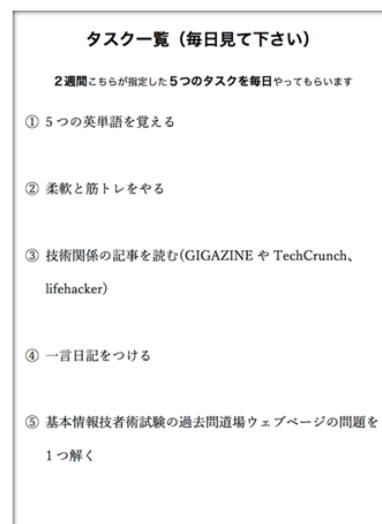 タスク一覧（毎日見て下さい）
２週間こちらが指定した５つのタスクを毎日やってもらいます
① 5 つの英単語を覚える
② 柔軟と筋トレをやる
③ 技術関係の記事を読む(GIGAZINE や TechCrunch、
lifehacker)
④ 一言日記をつける
⑤ 基本情報技者術試験の過去問道場ウェブページの問題を
1 つ解く